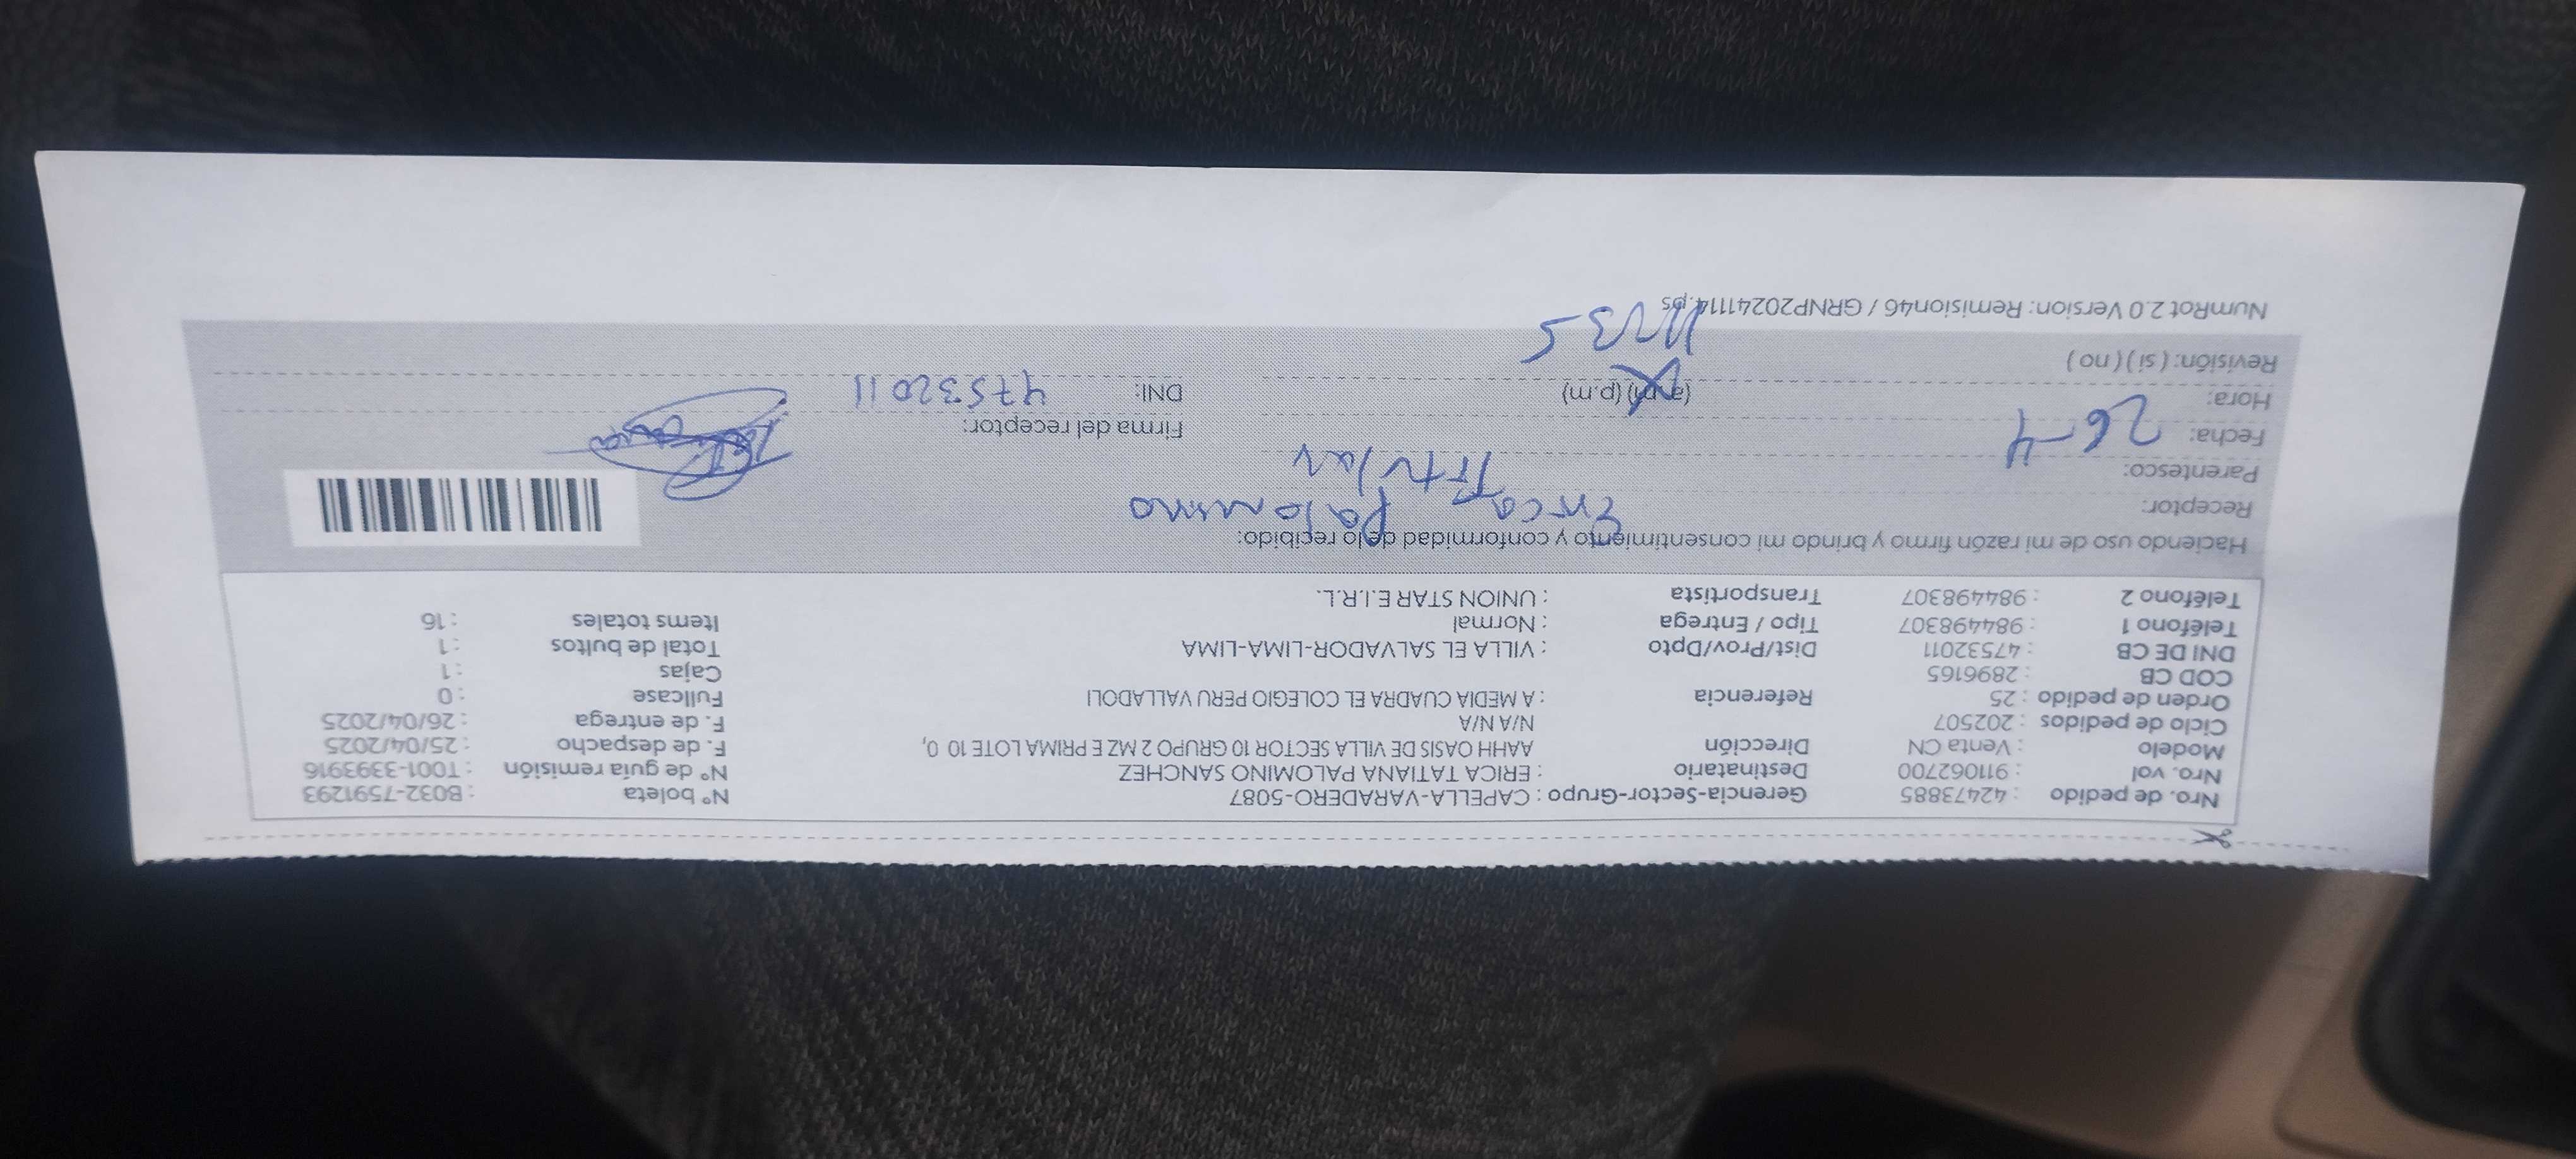 Nro. de pedido : 42473885 Gerencia-Sector-Grupo : CAPELLA-VARADERO-5087 N° boleta : B032-7591293
Nro. vol : 911062700 Destinatario : ERICA TATIANA PALOMINO SANCHEZ N° de guía remisión : T001-3393916
Modelo : Venta CN Dirección AAHH OASIS DE VILLA SECTOR 10 GRUPO 2 MZ E PRIMA LOTE 10 0, F. de despacho : 25/04/2025
Ciclo de pedidos : 202507 N/A N/A F. de entrega : 26/04/2025
Orden de pedido : 25 Referencia : A MEDIA CUADRA EL COLEGIO PERU VALLADOLI Fullcase : 0
COD CB : 2896165 Cajas : 1
DNI DE CB : 47532011 Dist/Prov/Dpto : VILLA EL SALVADOR-LIMA-LIMA Total de bultos : 1
Teléfono 1 : 984498307 Tipo / Entrega : Normal Items totales : 16
Teléfono 2 : 984498307 Transportista : UNION STAR E.I.R.L.
Haciendo uso de mi razón firmo y brindo mi consentimiento y conformidad de lo recibido:
Receptor: Erica Palomino
Parentesco: Titular
Fecha: 26-4 Firma del receptor:
Hora: (a.m) (p.m) DNI: 47532011
Revisión: ( si ) ( no )
NumRot 2.0 Version: Remision46 / GRNP20241114.ps